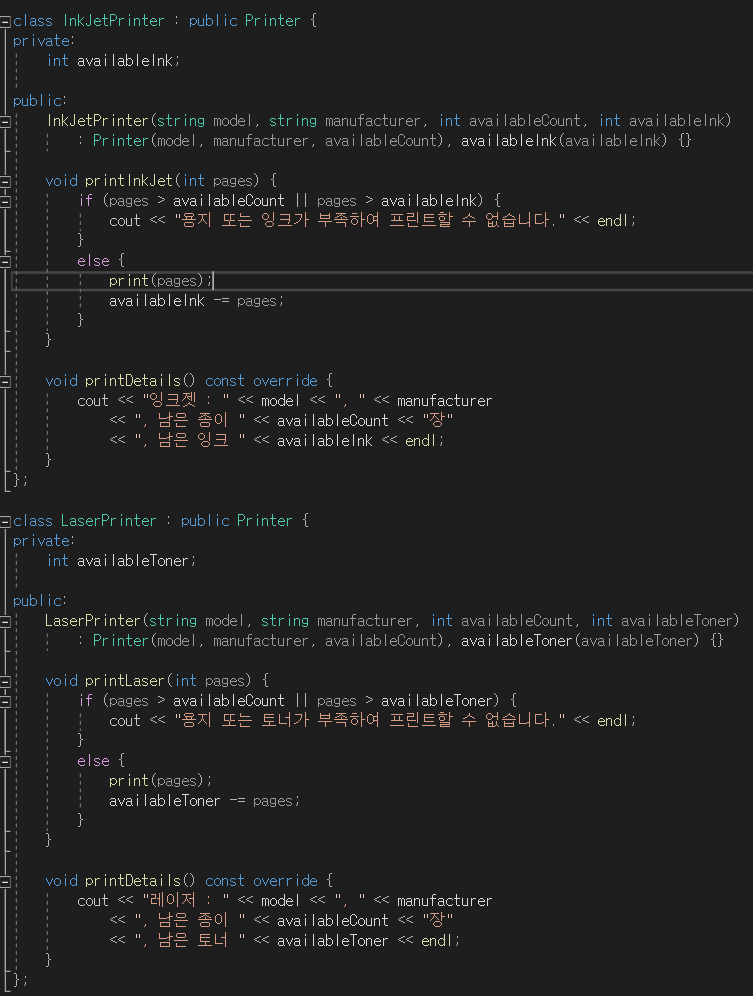 class InkJetPrinter : public Printer {
private:
    int availableInk;
public:
    InkJetPrinter(string model, string manufacturer, int availableCount, int availableInk)
        : Printer(model, manufacturer, availableCount), availableInk(availableInk) {}
    void printInkJet(int pages) {
        if (pages > availableCount || pages > availableInk) {
            cout << "용지 또는 잉크가 부족하여 프린트할 수 없습니다." << endl;
        }
        else {
            print(pages);
            availableInk -= pages;
        }
    }
    void printDetails() const override {
        cout << "잉크젯 : " << model << ", " << manufacturer
            << ", 남은 종이 " << availableCount << "장"
            << ", 남은 잉크 " << availableInk << endl;
    }
};
class LaserPrinter : public Printer {
private:
    int availableToner;
public:
    LaserPrinter(string model, string manufacturer, int availableCount, int availableToner)
        : Printer(model, manufacturer, availableCount), availableToner(availableToner) {}
    void printLaser(int pages) {
        if (pages > availableCount || pages > availableToner) {
            cout << "용지 또는 토너가 부족하여 프린트할 수 없습니다." << endl;
        }
        else {
            print(pages);
            availableToner -= pages;
        }
    }
    void printDetails() const override {
        cout << "레이저 : " << model << ", " << manufacturer
            << ", 남은 종이 " << availableCount << "장"
            << ", 남은 토너 " << availableToner << endl;
    }
};